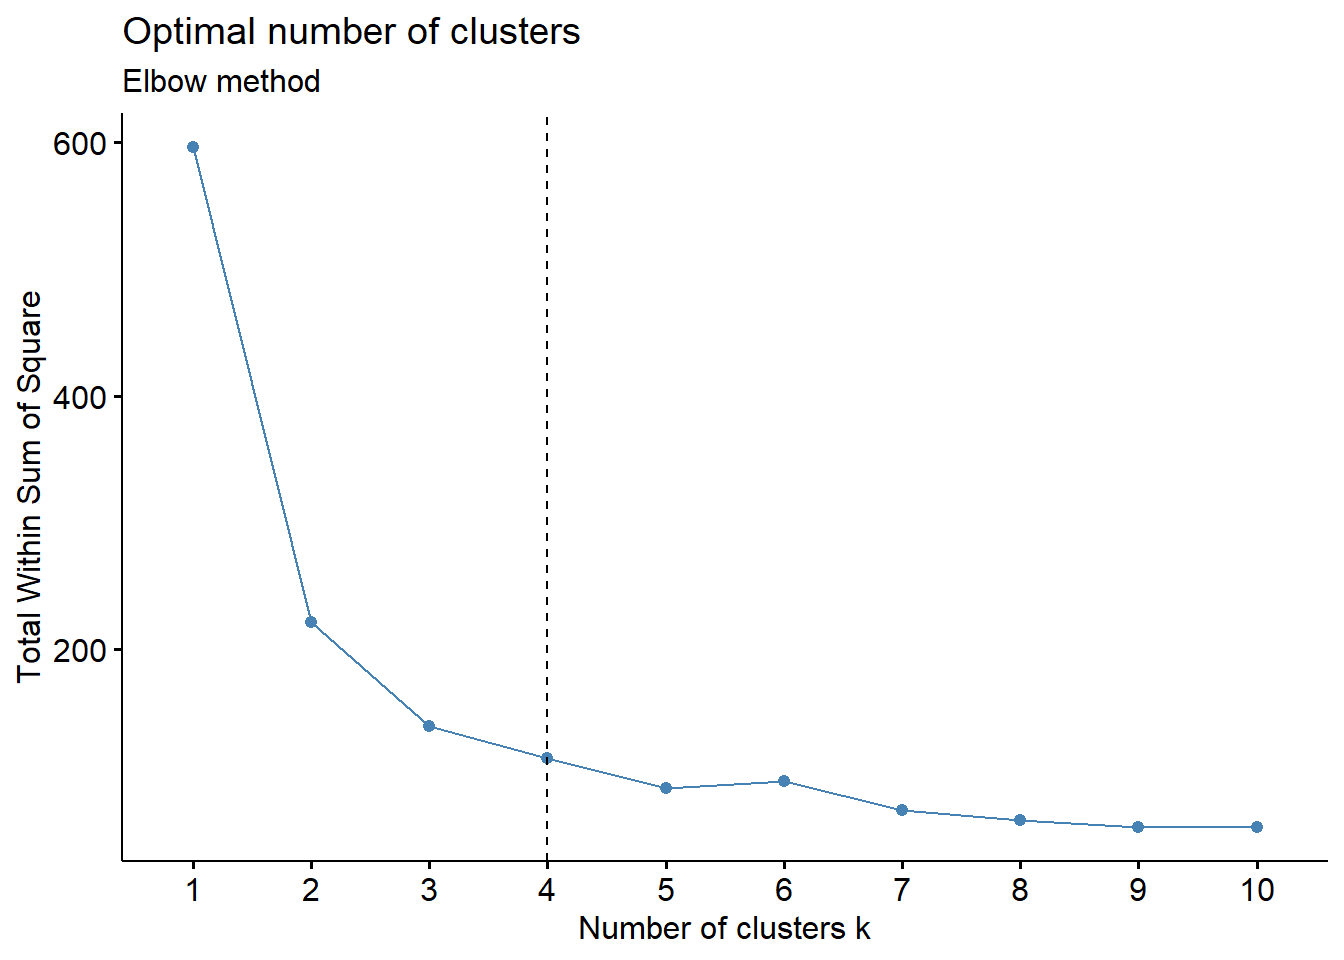 Optimal number of clusters
Elbow method
Total Within Sum of Square
600
400
200
1 2 3 4 5 6 7 8 9 10
Number of clusters k